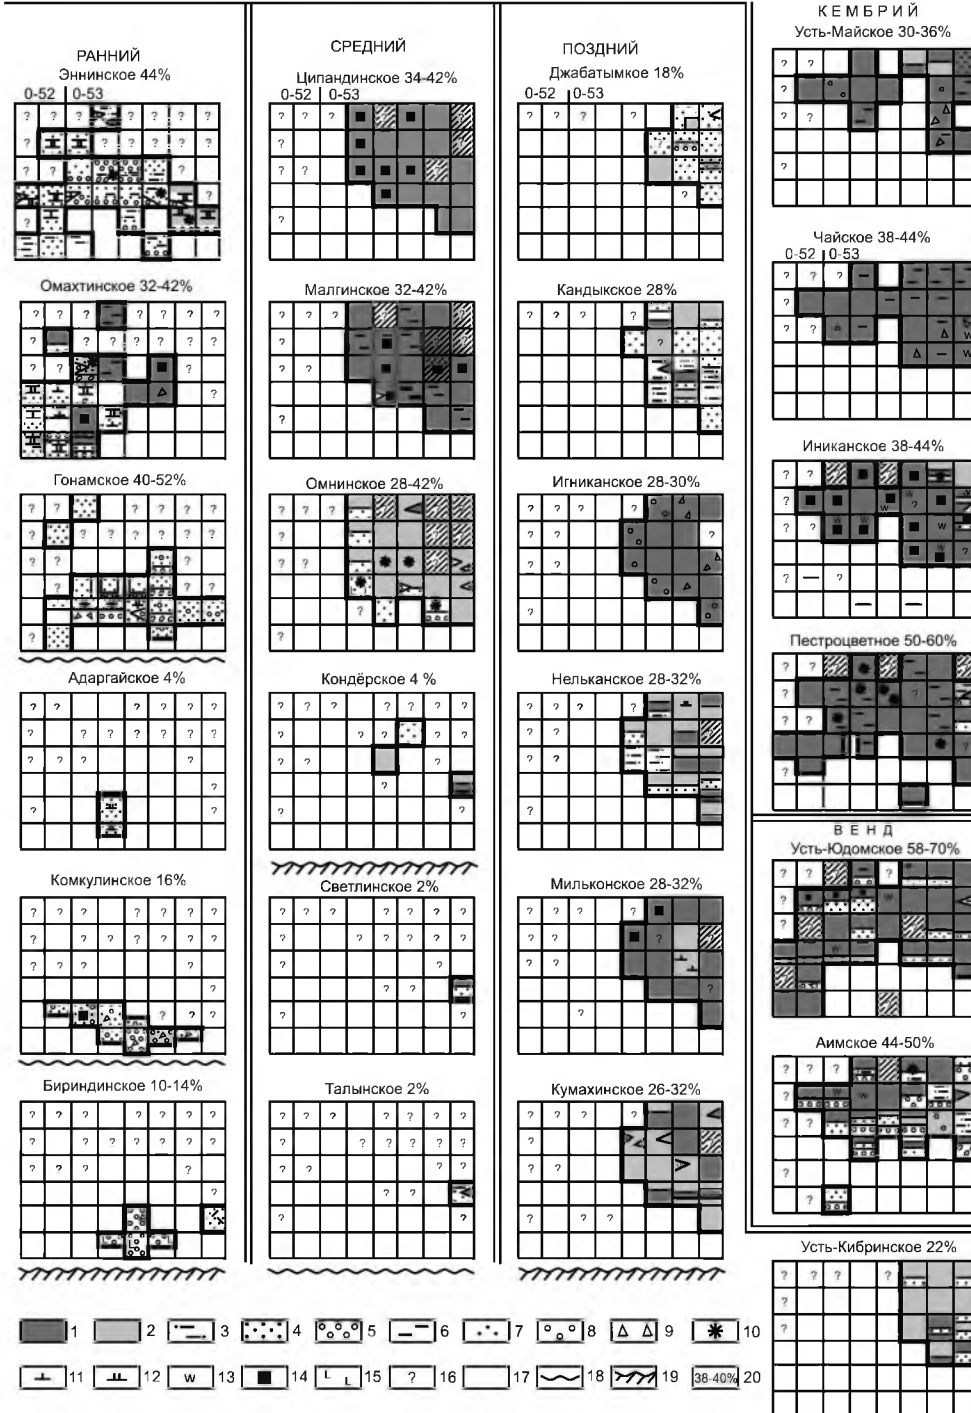 РАННИЙ
Эннинское 44%
0-52 0-53
Омахтинское 32-42%
Гонамское 40-52%
Адаргайское 4%
Комкулинское 16%
Бириндинское 10-14%
СРЕДНИЙ
Ципандинское 34-42%
0-52 0-53
Малгинское 32-42%
Омнинское 28-42%
Кондёрское 4 %
Светлинское 2%
Талынское 2%
ПОЗДНИЙ
Джабатымкое 18%
0-52 0-53
Кандыкское 28%
Игниканское 28-30%
Нельканское 28-32%
Мильконское 28-32%
Кумахинское 26-32%
КЕМБРИЙ
Усть-Майское 30-36%
Чайское 38-44%
0-52 0-53
Иниканское 38-44%
Пестроцветное 50-60%
ВЕНД
Усть-Юдомское 58-70%
Аимское 44-50%
Усть-Кибринское 22%
1 2 3 4 5 6 7 8 9 10
11 12 w 13 14 L L 15 ? 16 17 18 19 38-40% 20